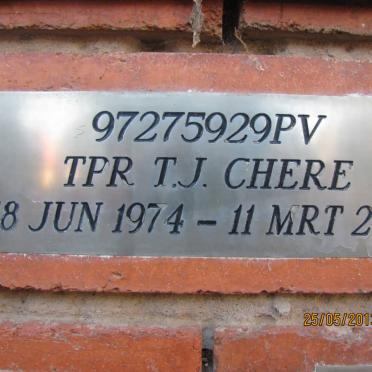 97275929PV
TPR T.J. CHERE
8 JUN 1974 – 11 MRT 2
25/05/201